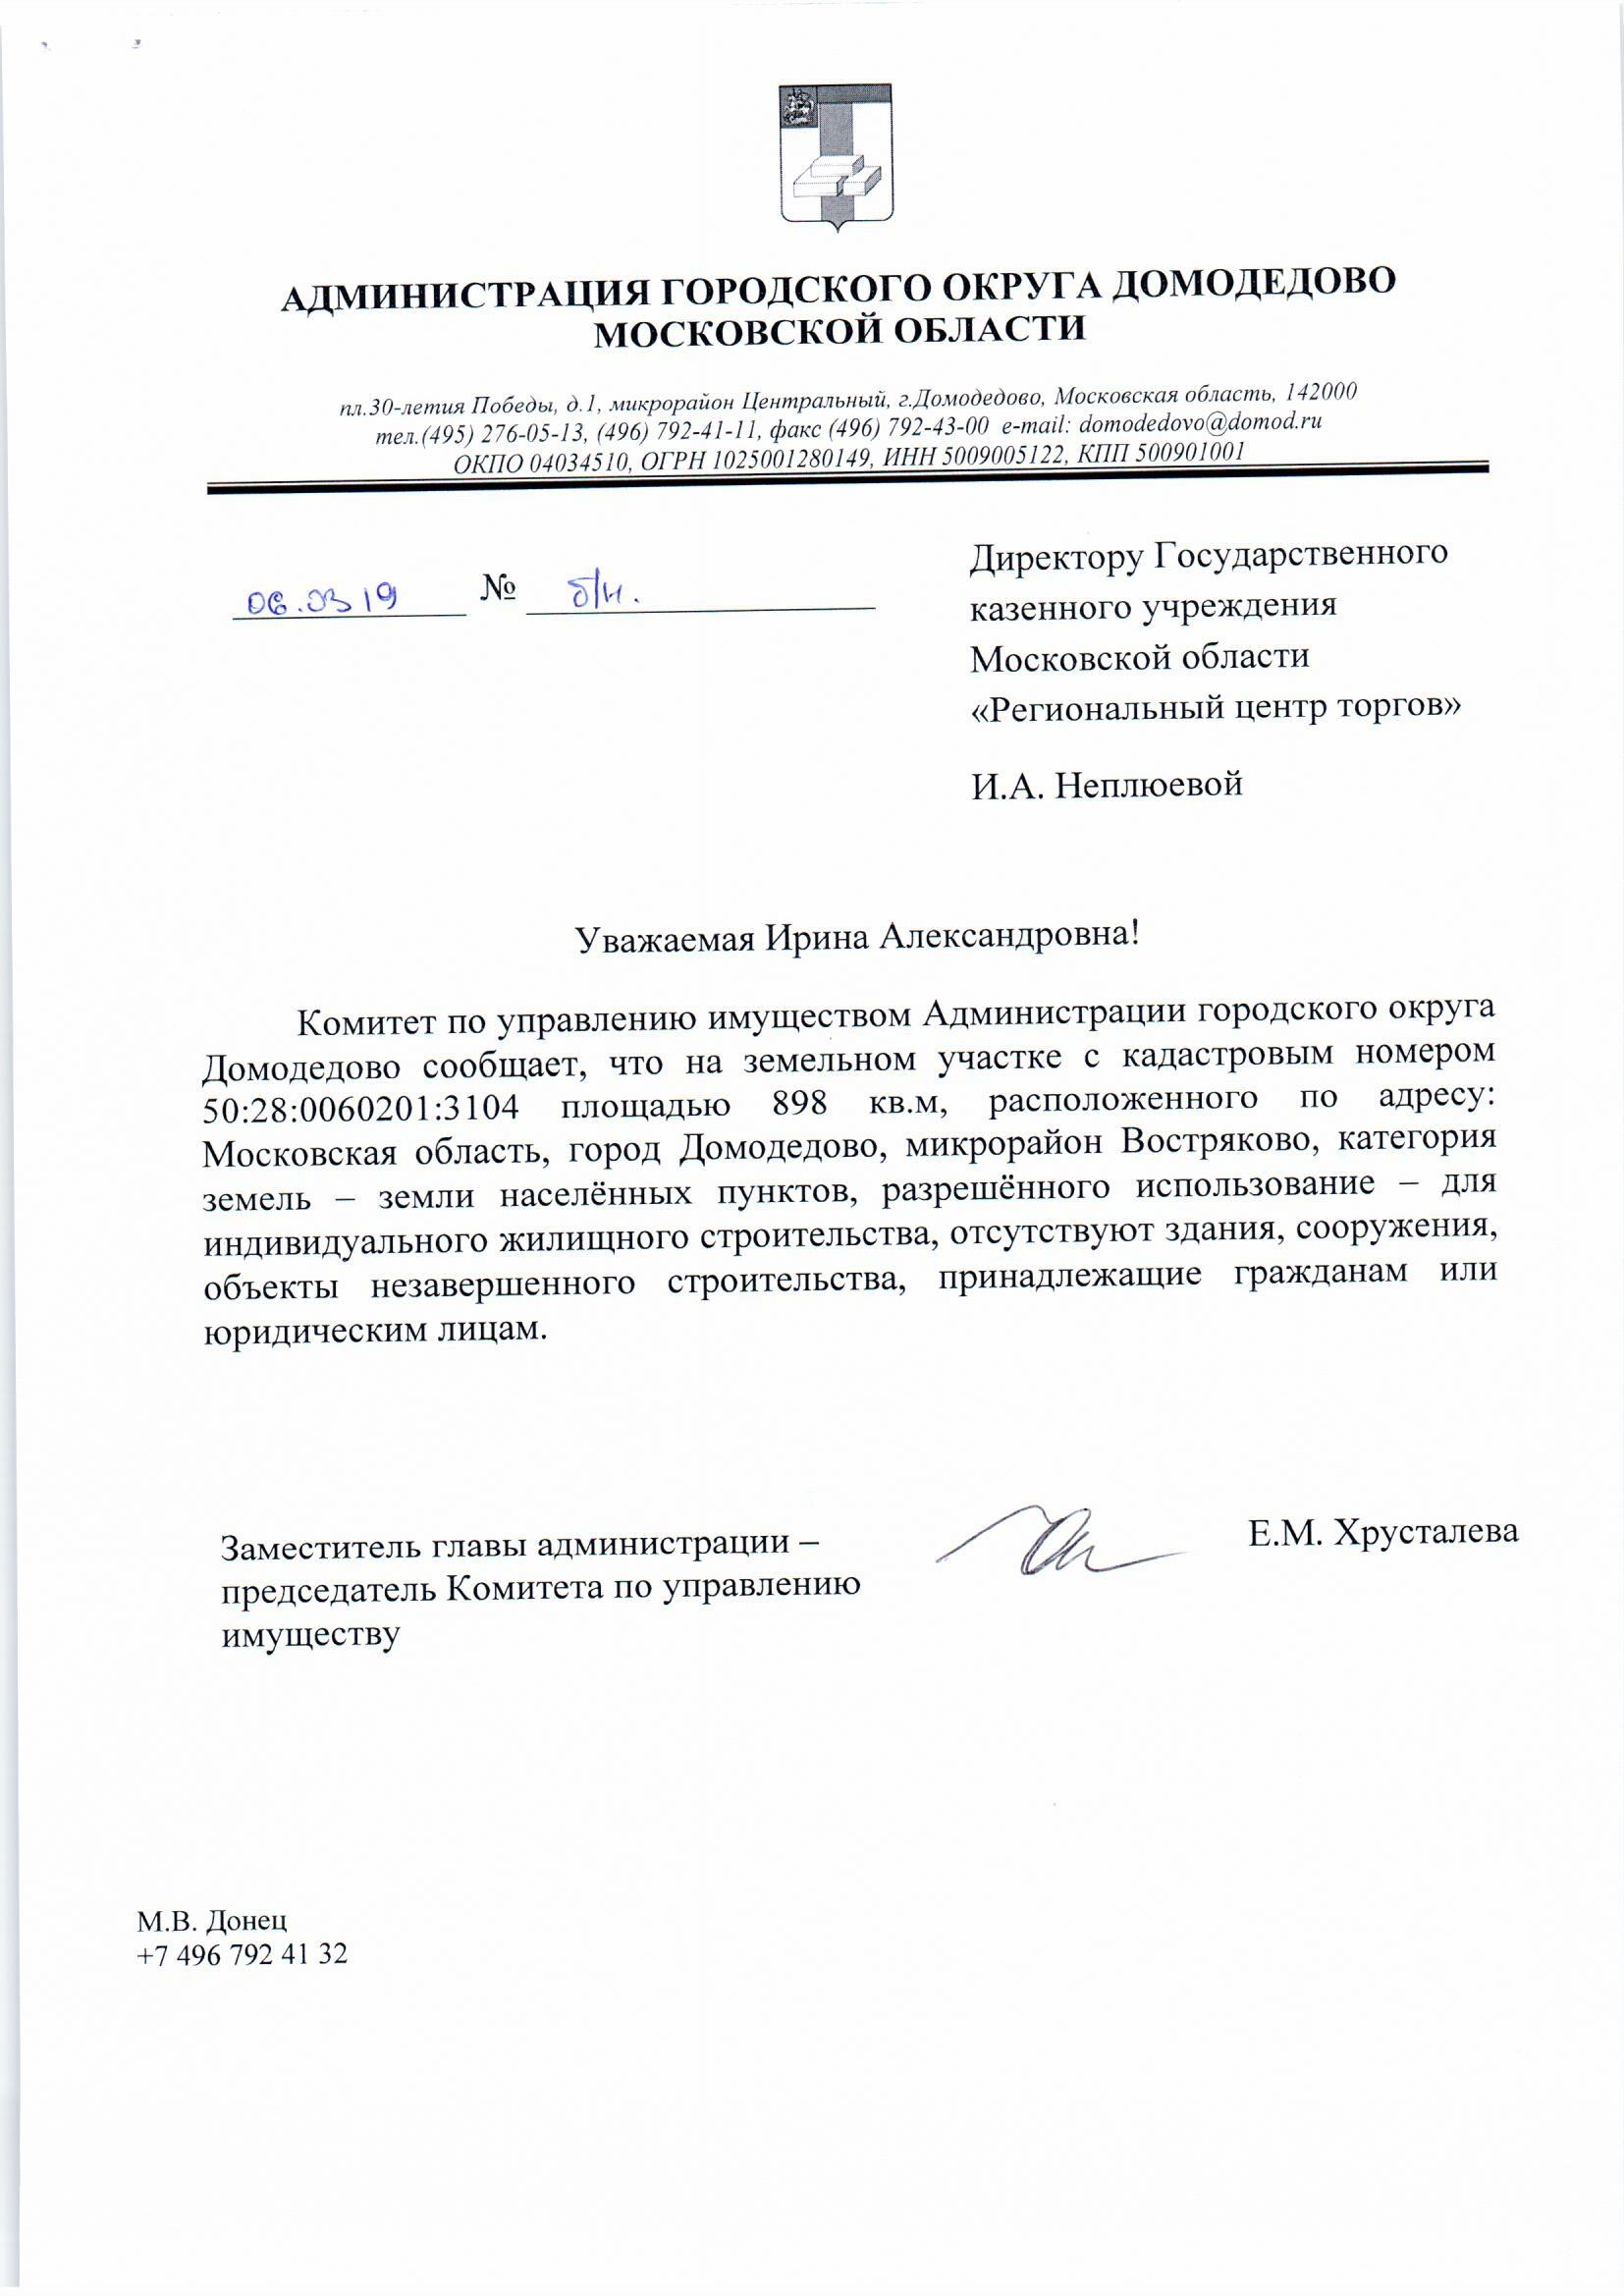 АДМИНИСТРАЦИЯ ГОРОДСКОГО ОКРУГА ДОМОДЕДОВО
МОСКОВСКОЙ ОБЛАСТИ
пл.30-летия Победы, д.1, микрорайон Центральный, г.Домодедово, Московская область, 142000
тел.(495) 276-05-13, (496) 792-41-11, факс (496) 792-43-00 e-mail: domodedovo@domod.ru
ОКПО 04034510, ОГРН 1025001280149, ИНН 5009005122, КПП 500901001
06.03 19 № б/н.
Директору Государственного
казенного учреждения
Московской области
«Региональный центр торгов»
И.А. Неплюевой
Уважаемая Ирина Александровна!
Комитет по управлению имуществом Администрации городского округа
Домодедово сообщает, что на земельном участке с кадастровым номером
50:28:0060201:3104 площадью 898 кв.м, расположенного по адресу:
Московская область, город Домодедово, микрорайон Востряково, категория
земель – земли населённых пунктов, разрешённого использование – для
индивидуального жилищного строительства, отсутствуют здания, сооружения,
объекты незавершенного строительства, принадлежащие гражданам или
юридическим лицам.
Заместитель главы администрации –
председатель Комитета по управлению
имуществу
Е.М. Хрусталева
М.В. Донец
+7 496 792 41 32